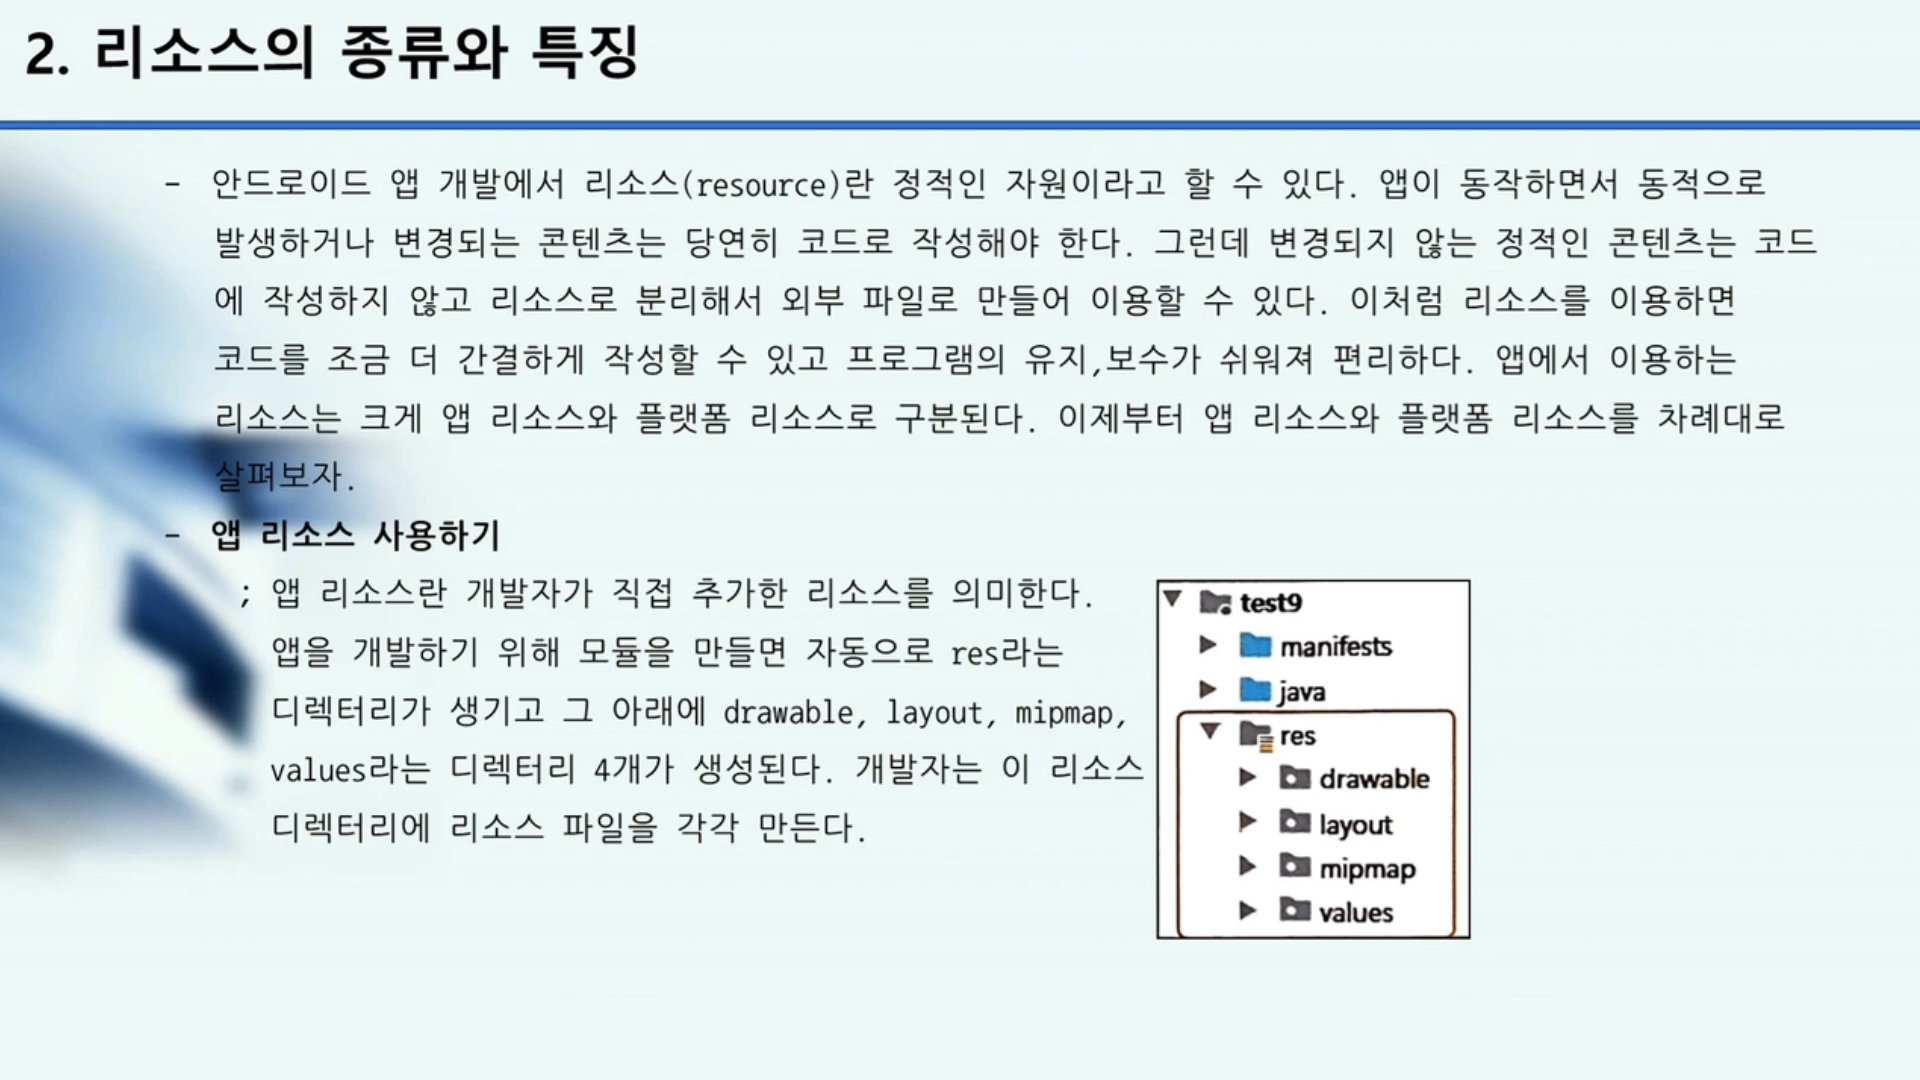 2. 리소스의 종류와 특징
- 안드로이드 앱 개발에서 리소스(resource)란 정적인 자원이라고 할 수 있다. 앱이 동작하면서 동적으로
발생하거나 변경되는 콘텐츠는 당연히 코드로 작성해야 한다. 그런데 변경되지 않는 정적인 콘텐츠는 코드
에 작성하지 않고 리소스로 분리해서 외부 파일로 만들어 이용할 수 있다. 이처럼 리소스를 이용하면
코드를 조금 더 간결하게 작성할 수 있고 프로그램의 유지,보수가 쉬워져 편리하다. 앱에서 이용하는
리소스는 크게 앱 리소스와 플랫폼 리소스로 구분된다. 이제부터 앱 리소스와 플랫폼 리소스를 차례대로
살펴보자.
- 앱 리소스 사용하기
; 앱 리소스란 개발자가 직접 추가한 리소스를 의미한다.
앱을 개발하기 위해 모듈을 만들면 자동으로 res라는
디렉터리가 생기고 그 아래에 drawable, layout, mipmap,
values라는 디렉터리 4개가 생성된다. 개발자는 이 리소스
디렉터리에 리소스 파일을 각각 만든다.
test9
manifests
java
res
drawable
layout
mipmap
values